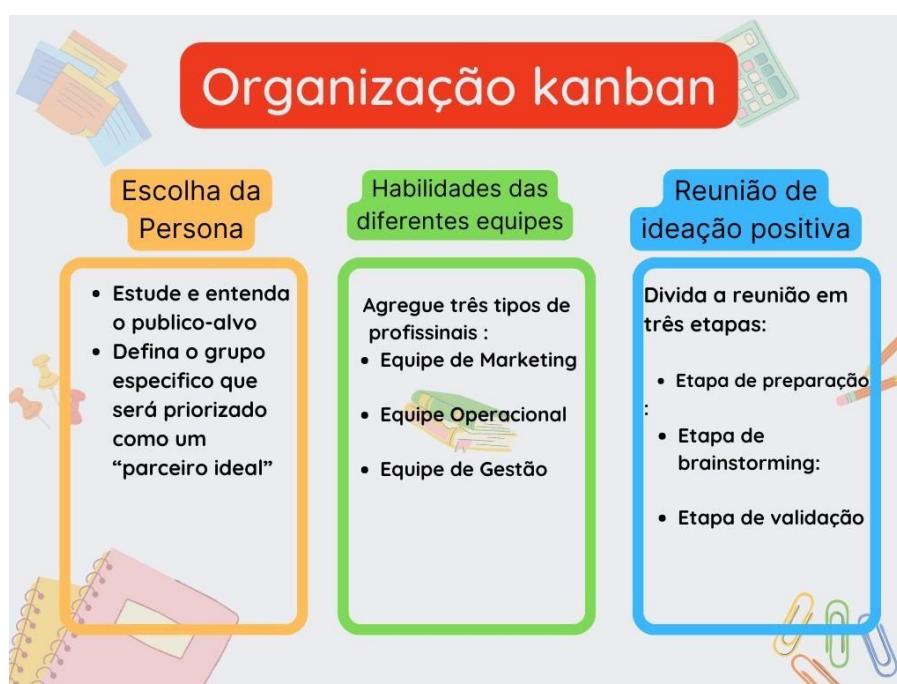 Organização kanban
Escolha da
Persona
• Estude e entenda
o publico-alvo
• Defina o grupo
especifico que
será priorizado
como um
“parceiro ideal”
Habilidades das
diferentes equipes
Agregue três tipos de
profissinais :
• Equipe de Marketing
• Equipe Operacional
• Equipe de Gestão
Reunião de
ideação positiva
Divida a reunião em
três etapas:
• Etapa de preparação
:
• Etapa de
brainstorming:
• Etapa de validação